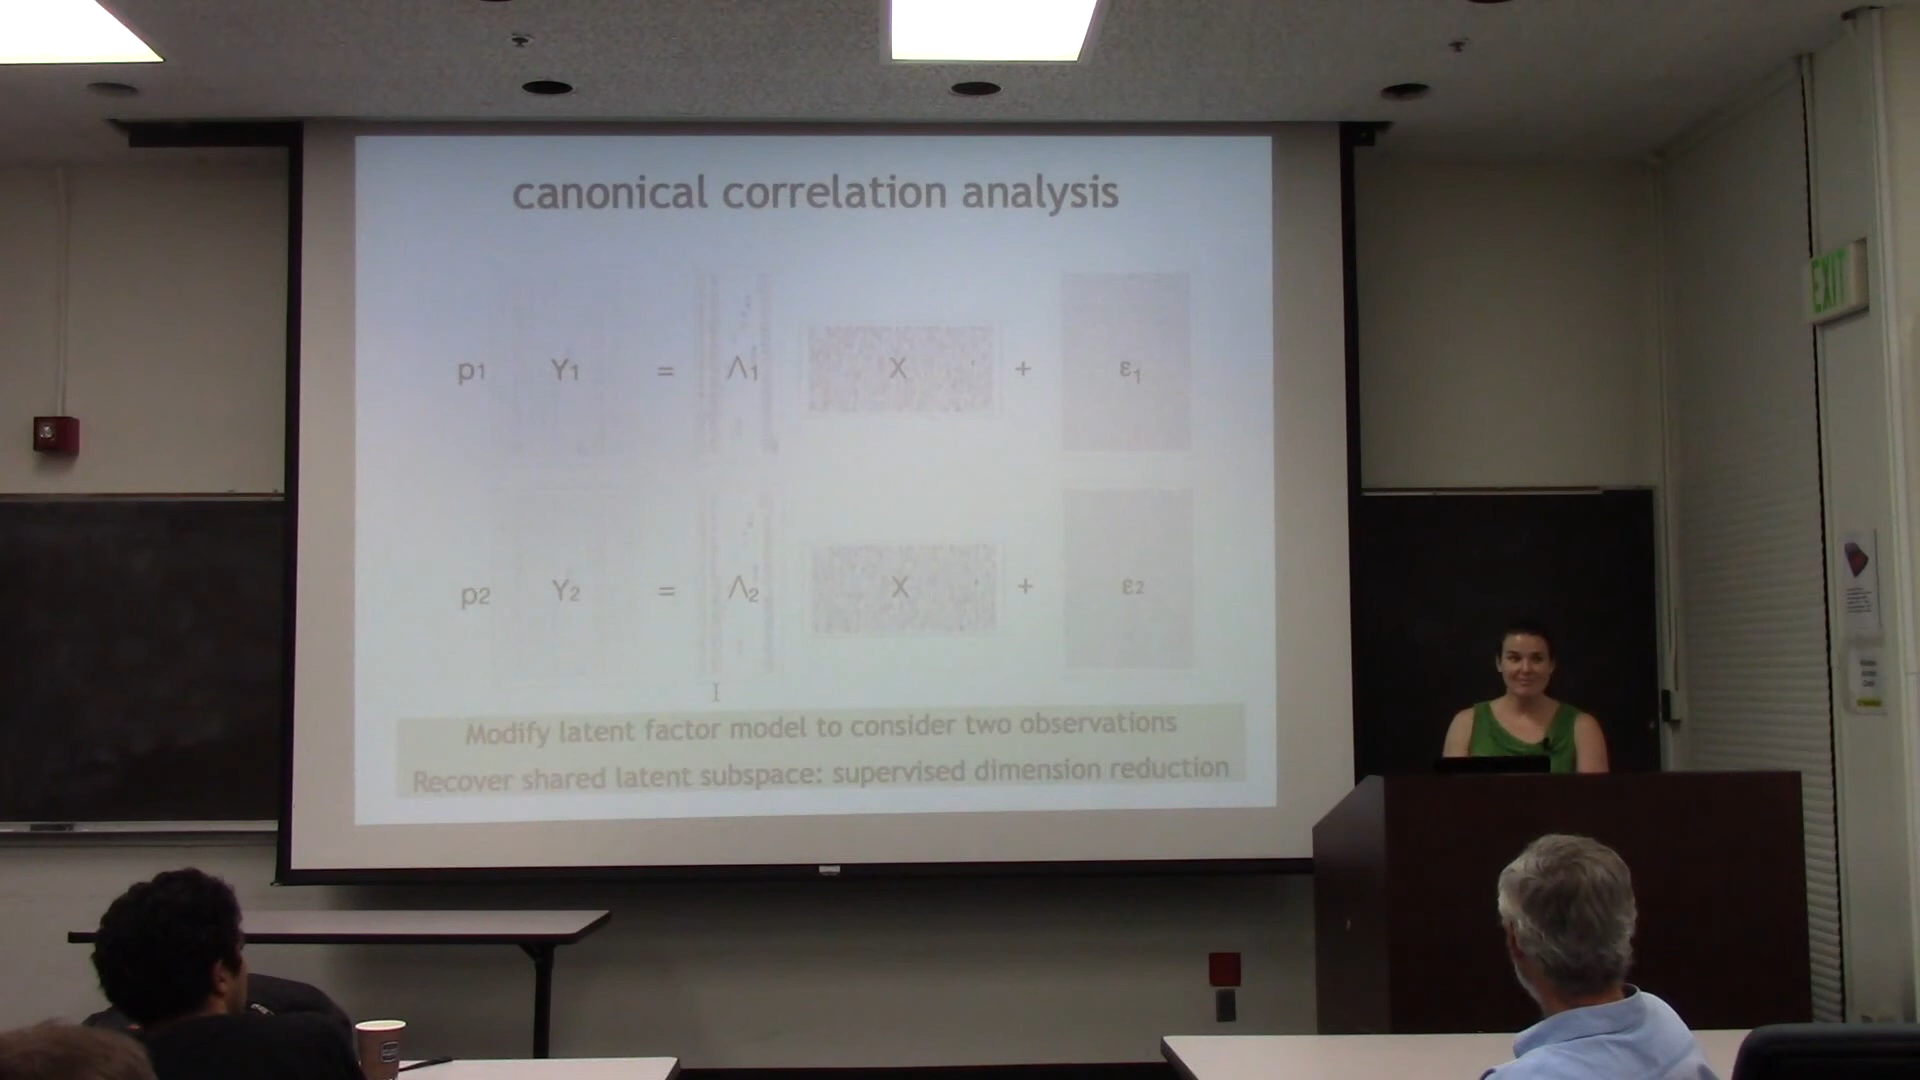 canonical correlation analysis
p1 Y1 = Λ1 X + ε1
p2 Y2 = Λ2 X + ε2
Modify latent factor model to consider two observations
Recover shared latent subspace: supervised dimension reduction
EXIT